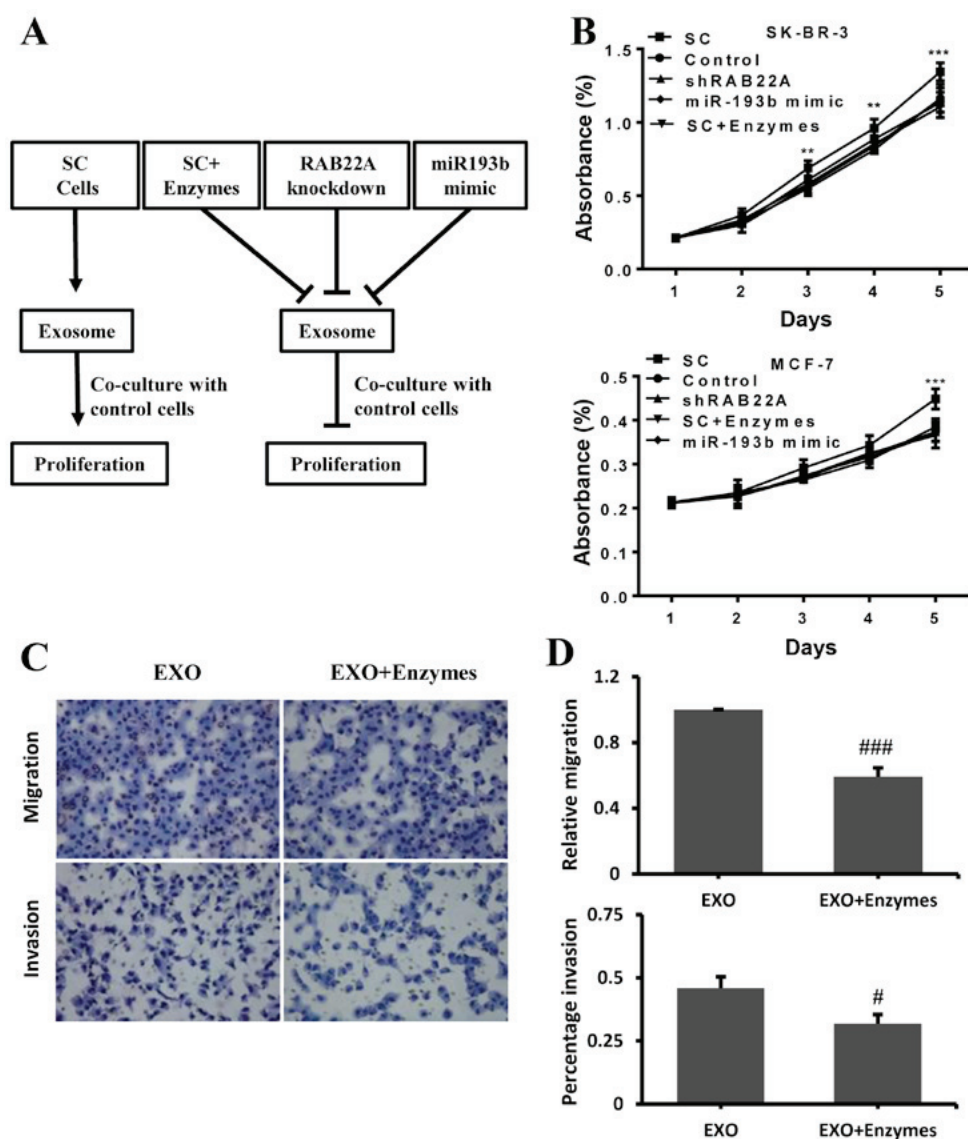 A
SC
Cells
SC+
Enzymes
RAB22A
knockdown
miR193b
mimic
Exosome
Exosome
Co-culture with
control cells
Co-culture with
control cells
Proliferation
Proliferation
B
SK-BR-3
SC
Control
shRAB22A
miR-193b mimic
SC+Enzymes
**
**
***
Absorbance (%)
1.5
1.0
0.5
0.0
1 2 3 4 5
Days
MCF-7
SC
Control
shRAB22A
SC+Enzymes
miR-193b mimic
***
Absorbance (%)
0.5
0.4
0.3
0.2
0.1
0.0
1 2 3 4 5
Days
C
EXO EXO+Enzymes
Migration
Invasion
D
Relative migration
1.2
0.8
0.4
0
###
EXO EXO+Enzymes
Percentage invasion
0.75
0.5
0.25
0
#
EXO EXO+Enzymes